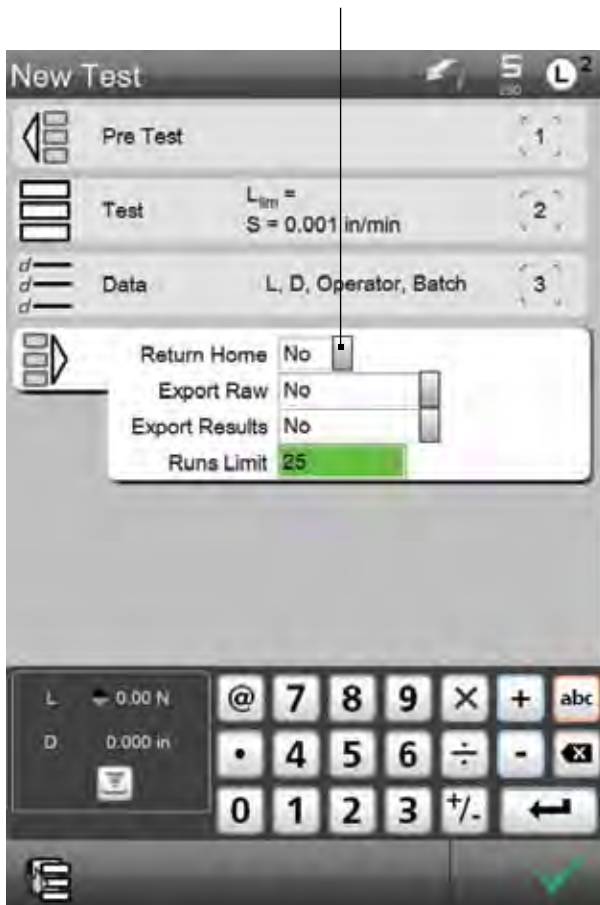 New Test S L 2
Pre Test 1
Test Llim = 2
S = 0.001 in/min
d
d Data L, D, Operator, Batch 3
d
Return Home No
Export Raw No
Export Results No
Runs Limit 25
L 0.00 N @ 7 8 9 × + abc
D 0.000 in • 4 5 6 ÷ -
0 1 2 3 +/-